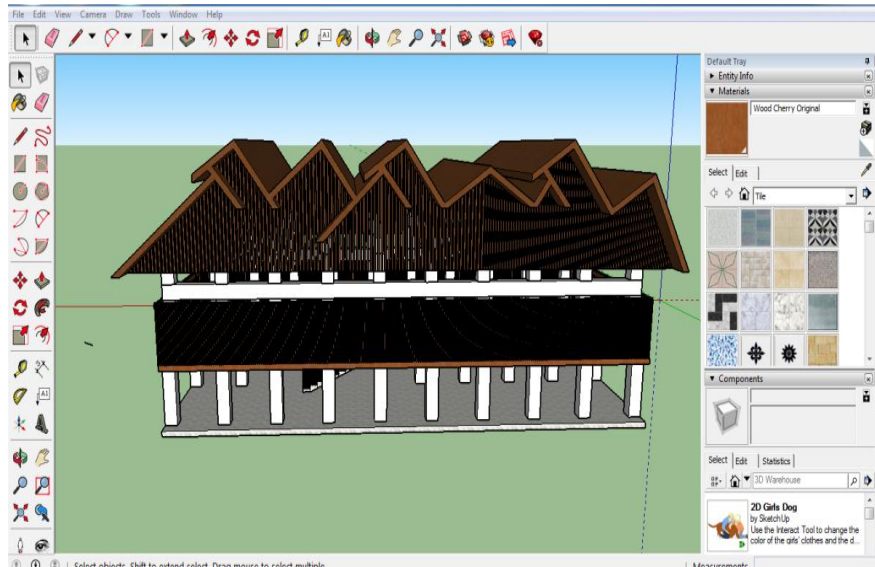 File Edit View Camera Draw Tools Window Help
A1
Default Tray
Entity Info
Materials
Wood Cherry Original
Select Edit
Tile
A1
Components
Select Edit Statistics
3D Warehouse
2D Girls Dog
by SketchUp
Use the Interact Tool to change the
color of the girls' clothes and the d...
Select objects. Shift to extend select. Drag mouse to select multiple.
Measurements